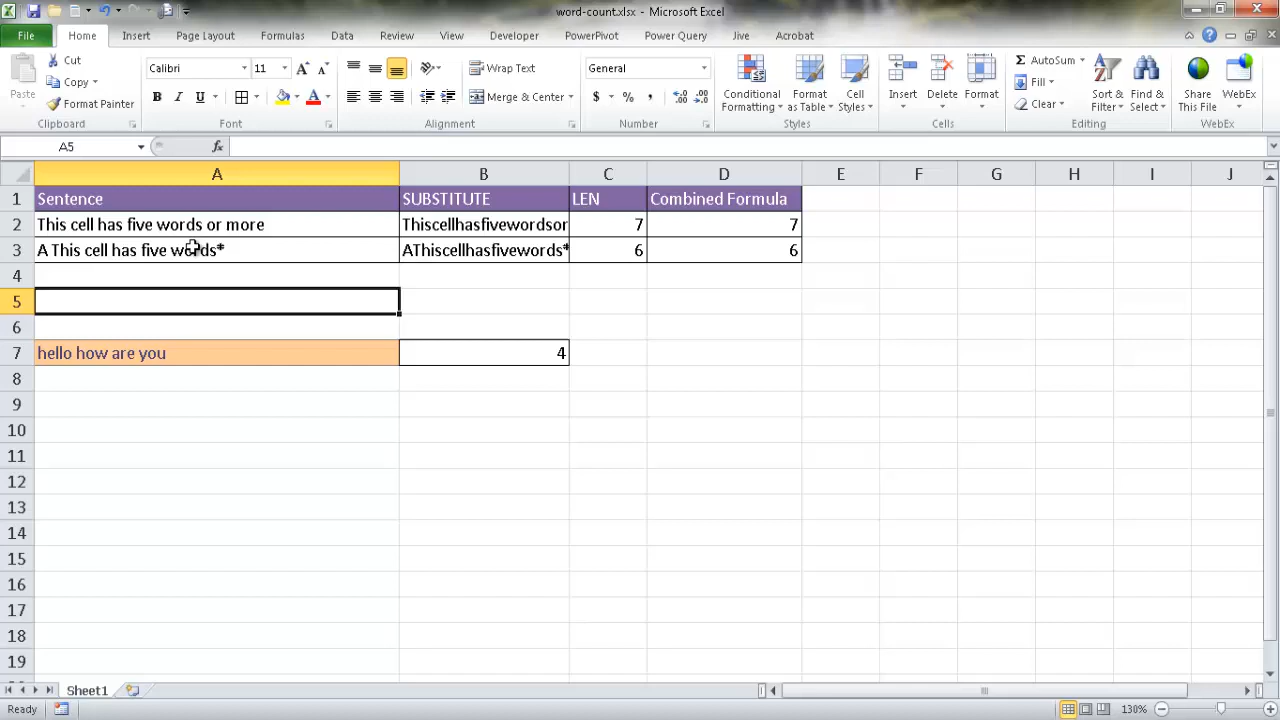 word-count.xlsx - Microsoft Excel
File Home Insert Page Layout Formulas Data Review View Developer PowerPivot Power Query Jive Acrobat
Paste
Cut
Copy
Format Painter
Clipboard
Calibri 11
B I U
Font
Wrap Text
Merge & Center
Alignment
General
$ % ,
Number
Conditional Formatting
Format as Table
Cell Styles
Styles
Insert
Delete
Format
Cells
AutoSum
Fill
Clear
Sort & Filter
Find & Select
Editing
Share This File
WebEx
WebEx
A5 fx
A B C D E F G H I J
1 Sentence SUBSTITUTE LEN Combined Formula
2 This cell has five words or more Thiscellhasfivewordsor 7 7
3 A This cell has five words* AThiscellhasfivewords* 6 6
4
5
6
7 hello how are you 4
8
9
10
11
12
13
14
15
16
17
18
19
Sheet1
Ready 130%